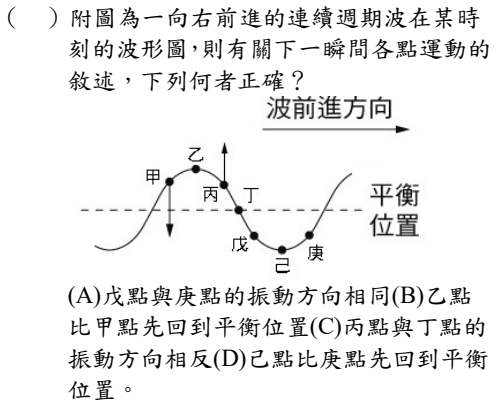 (　)附圖為一向右前進的連續週期波在某時
刻的波形圖，則有關下一瞬間各點運動的
敘述，下列何者正確？
波前進方向
乙
甲
丙
丁
平衡
位置
戊
己
庚
(A)戊點與庚點的振動方向相同(B)乙點
比甲點先回到平衡位置(C)丙點與丁點的
振動方向相反(D)己點比庚點先回到平衡
位置。